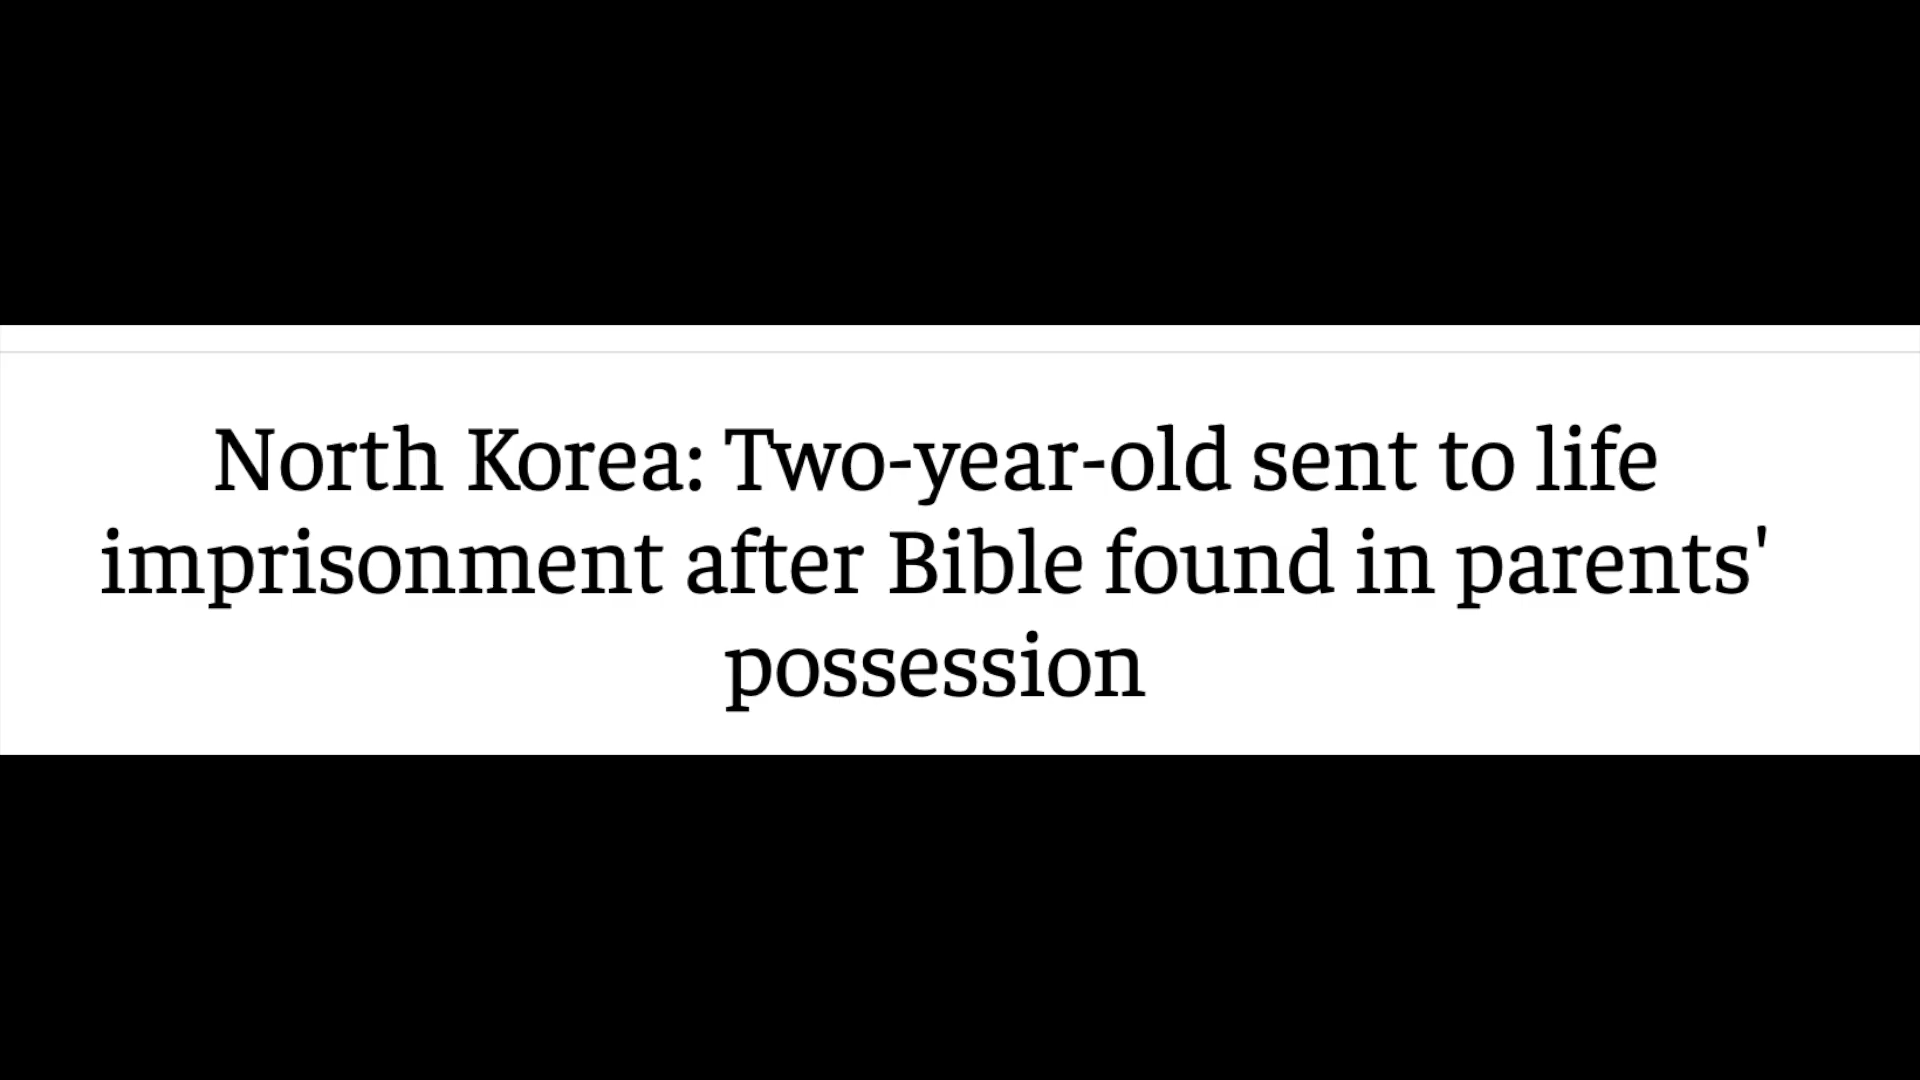 North Korea: Two-year-old sent to life
imprisonment after Bible found in parents'
possession